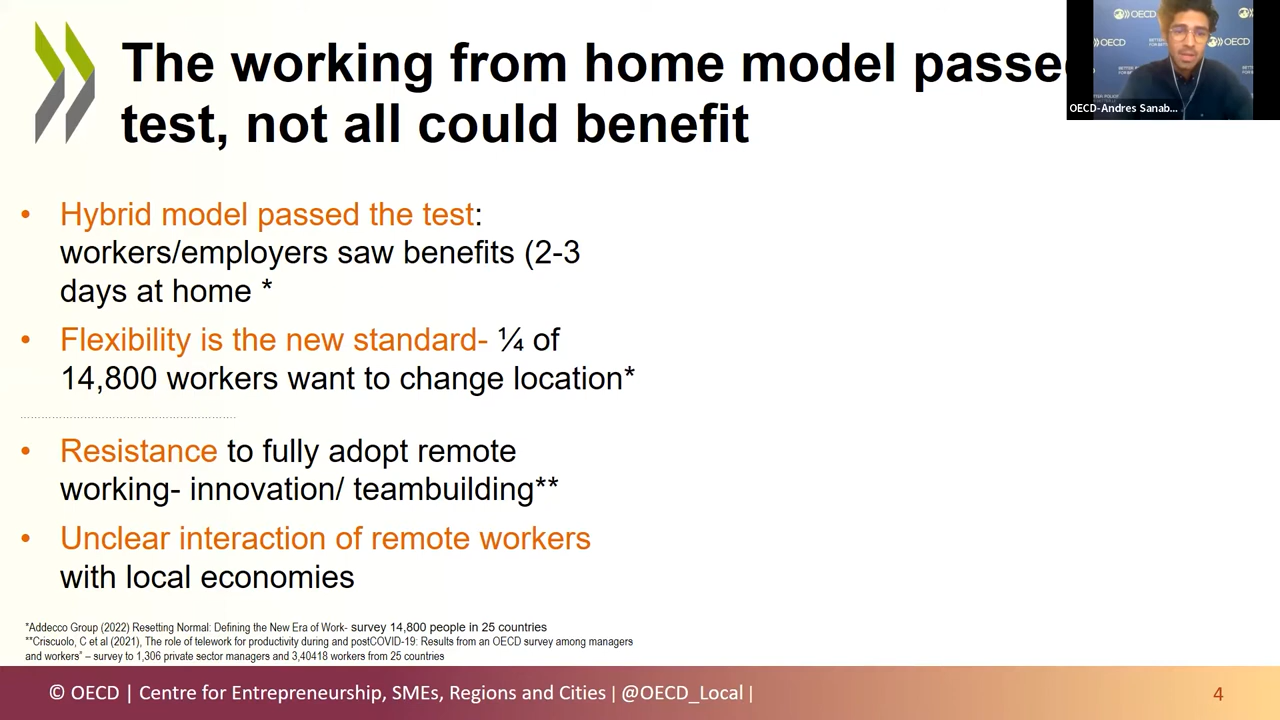 The working from home model passe
test, not all could benefit
OECD
OECD
OECD
OECD-Andres Sanab...
• Hybrid model passed the test:
workers/employers saw benefits (2-3
days at home *
• Flexibility is the new standard- ¼ of
14,800 workers want to change location*
• Resistance to fully adopt remote
working- innovation/ teambuilding**
• Unclear interaction of remote workers
with local economies
*Addecco Group (2022) Resetting Normal: Defining the New Era of Work- survey 14,800 people in 25 countries
**Criscuolo, C et al (2021), The role of telework for productivity during and postCOVID-19: Results from an OECD survey among managers
and workers" – survey to 1,306 private sector managers and 3,40418 workers from 25 countries
© OECD | Centre for Entrepreneurship, SMEs, Regions and Cities | @OECD_Local |
4